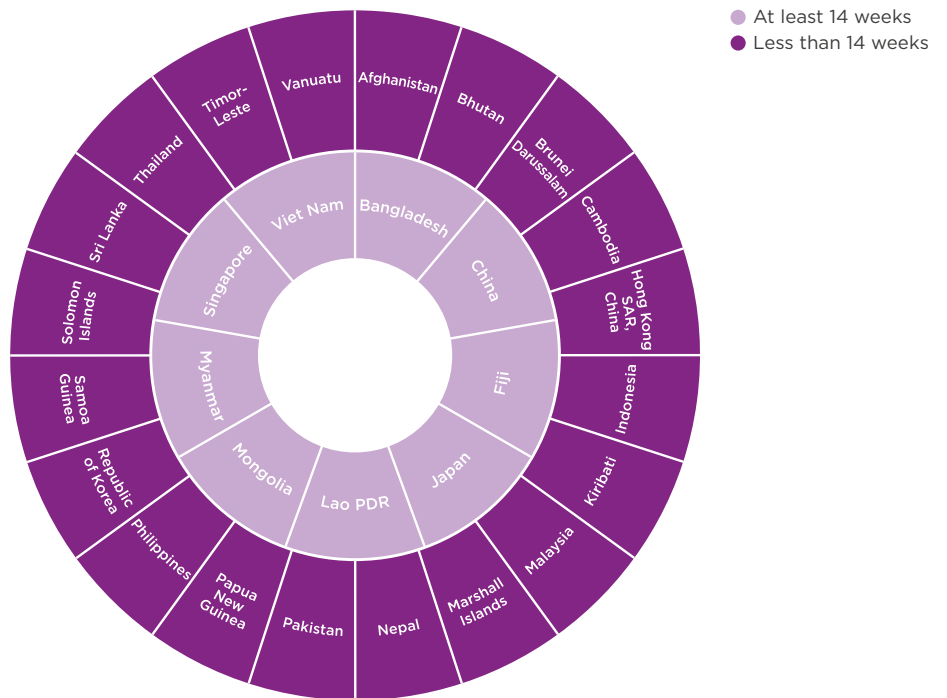 At least 14 weeks
Less than 14 weeks
Afghanistan
Bhutan
Brunei
Darussalam
Cambodia
Hong Kong
SAR,
China
Indonesia
Kiribati
Malaysia
Marshall
Islands
Nepal
Pakistan
Papua
New
Guinea
Philippines
Republic
of Korea
Samoa
Guinea
Solomon
Islands
Sri Lanka
Thailand
Timor-
Leste
Vanuatu
Bangladesh
China
Fiji
Japan
Lao PDR
Mongolia
Myanmar
Singapore
Viet Nam